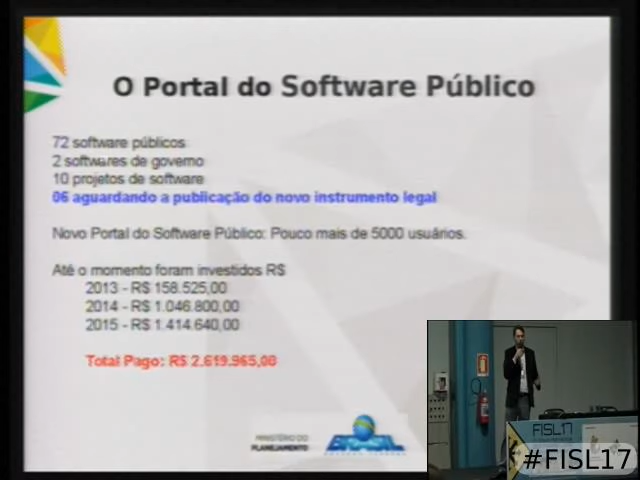 O Portal do Software Público
72 software públicos
2 softwares de governo
10 projetos de software
06 aguardando a publicação do novo instrumento legal
Novo Portal do Software Público: Pouco mais de 5000 usuários.
Até o momento foram investidos R$
2013 - R$ 158.525,00
2014 - R$ 1.046.800,00
2015 - R$ 1.414.640,00
Total Pago: R$ 2.619.965,00
MINISTÉRIO DO
PLANEJAMENTO
BRASIL
FISL17
#FISL17